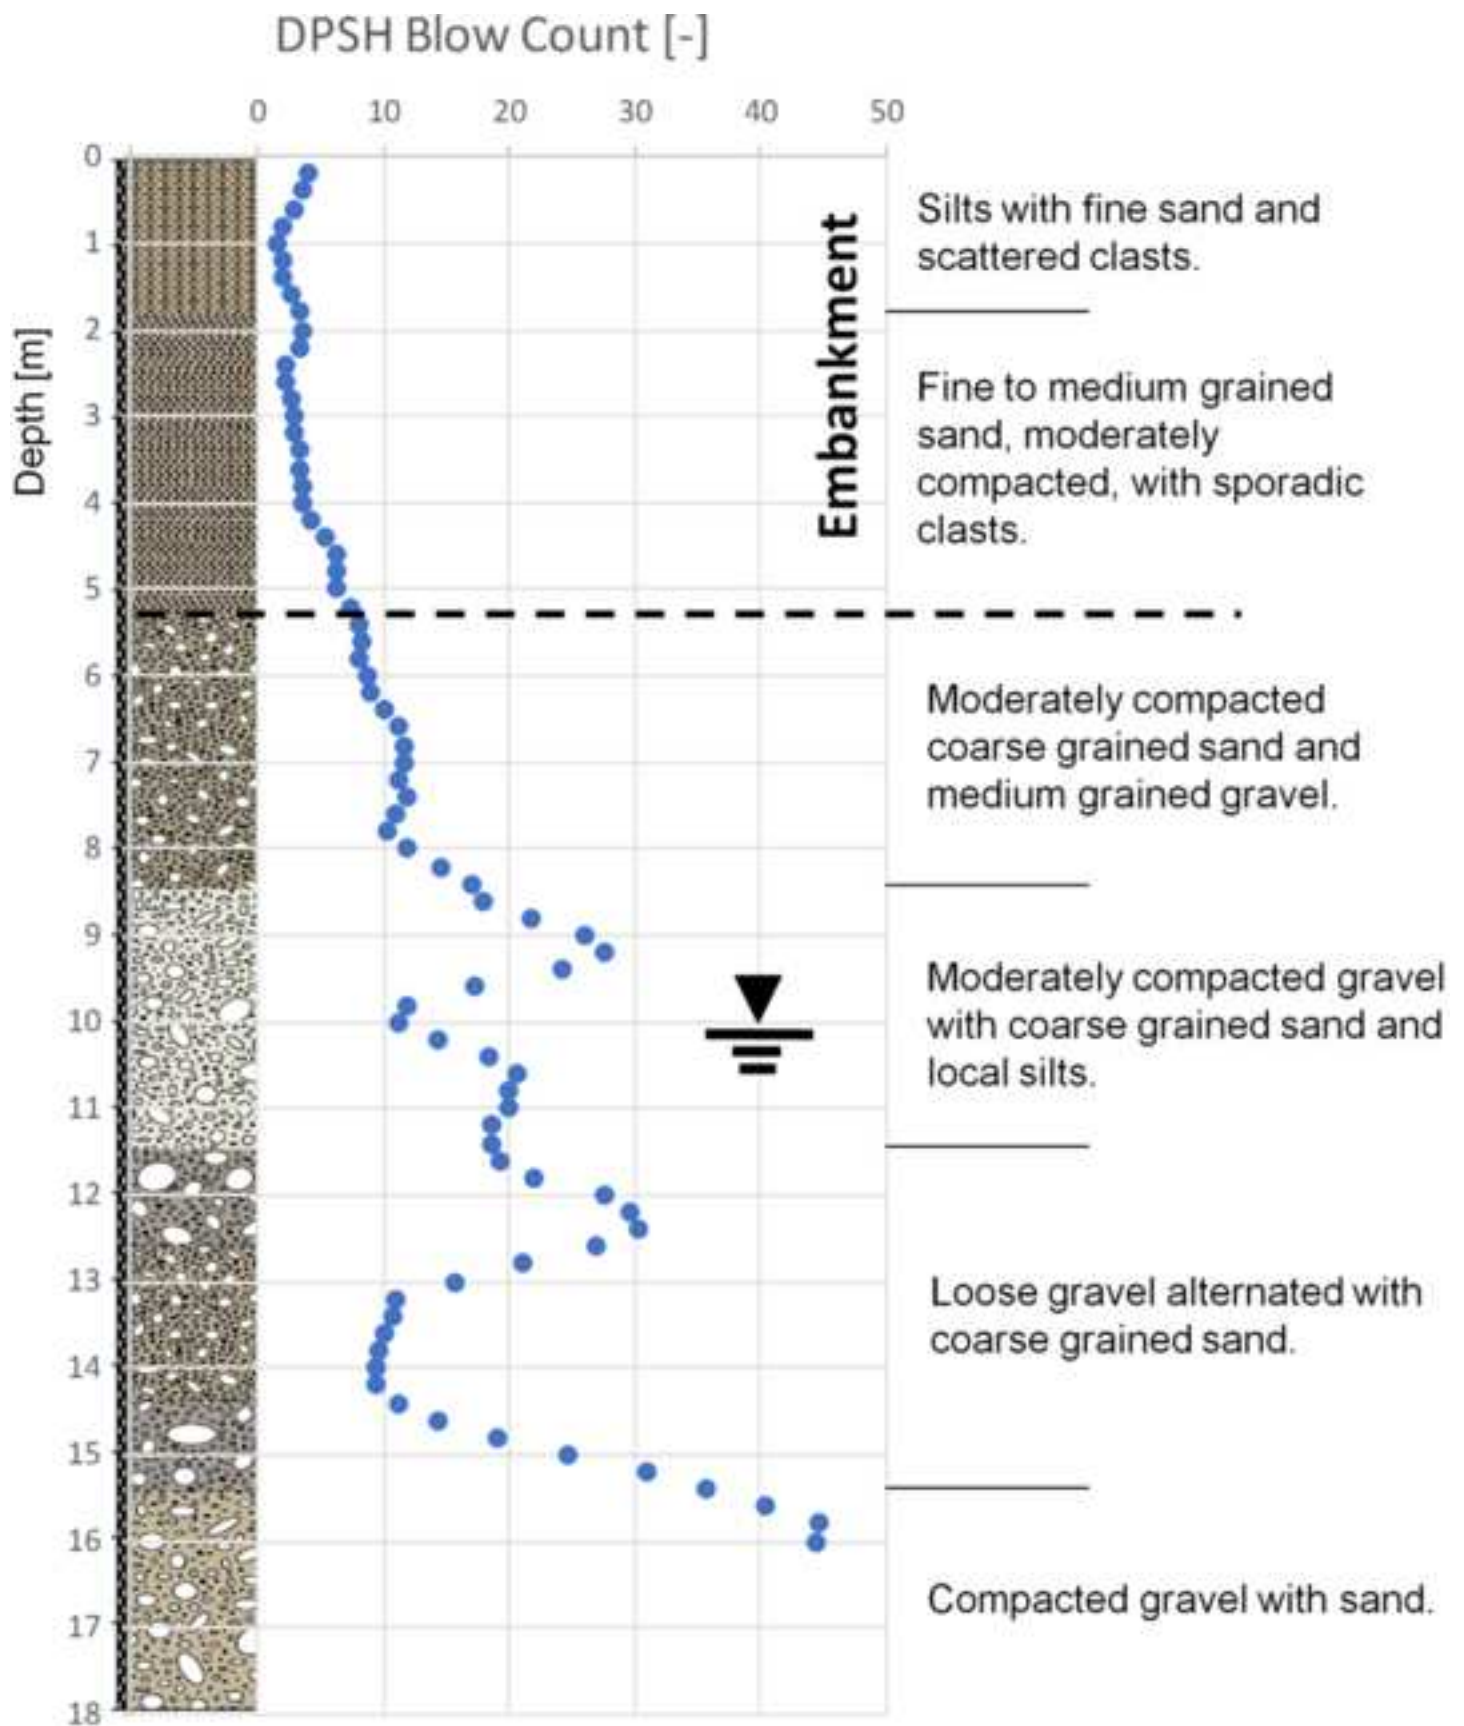 DPSH Blow Count [-]
0 10 20 30 40 50
Depth [m]
0
1
2
3
4
5
6
7
8
9
10
11
12
13
14
15
16
17
18
Embankment
Silts with fine sand and
scattered clasts.
Fine to medium grained
sand, moderately
compacted, with sporadic
clasts.
Moderately compacted
coarse grained sand and
medium grained gravel.
Moderately compacted gravel
with coarse grained sand and
local silts.
Loose gravel alternated with
coarse grained sand.
Compacted gravel with sand.